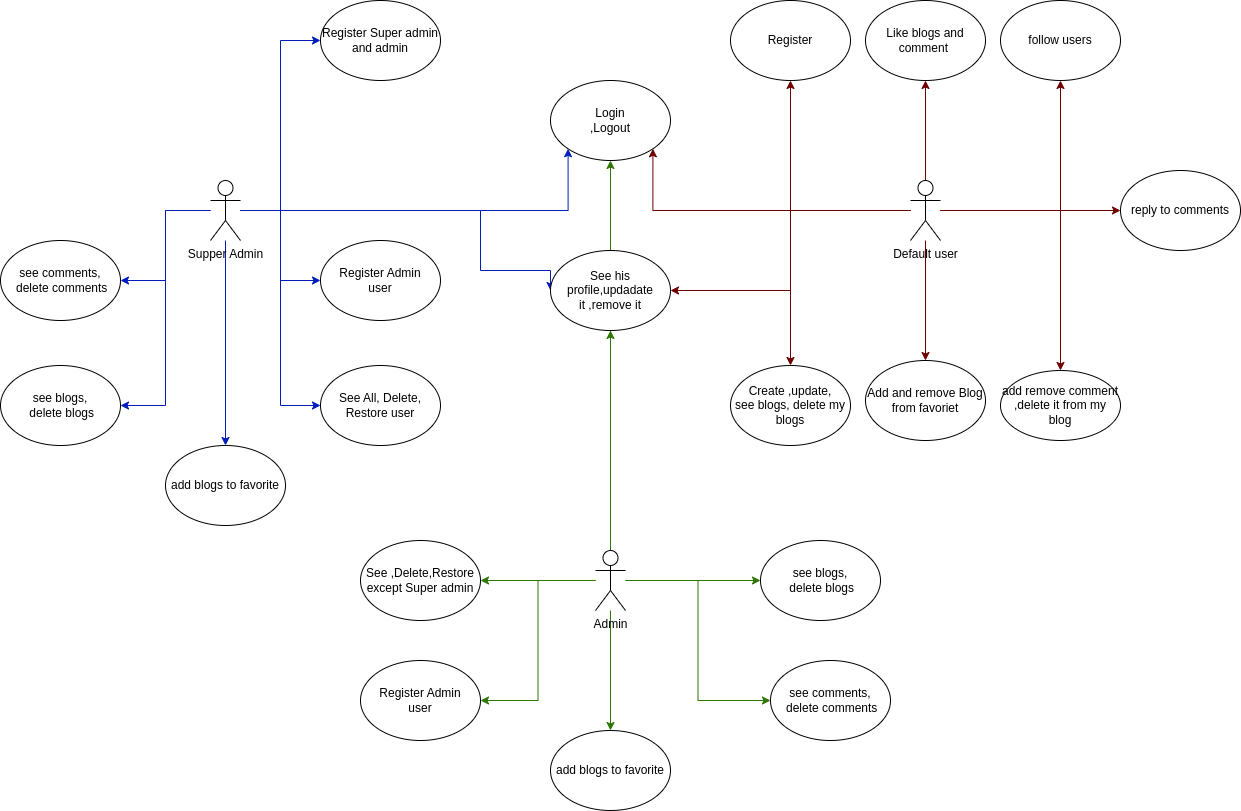 Register Super admin
and admin
Register
Like blogs and
comment
follow users
Login
,Logout
reply to comments
Supper Admin
Default user
see comments,
delete comments
Register Admin
user
See his
profile,updadate
it ,remove it
see blogs,
delete blogs
See All, Delete,
Restore user
Create ,update,
see blogs, delete my
blogs
Add and remove Blog
from favoriet
add remove comment
,delete it from my
blog
add blogs to favorite
See ,Delete,Restore
except Super admin
see blogs,
delete blogs
Admin
Register Admin
user
see comments,
delete comments
add blogs to favorite